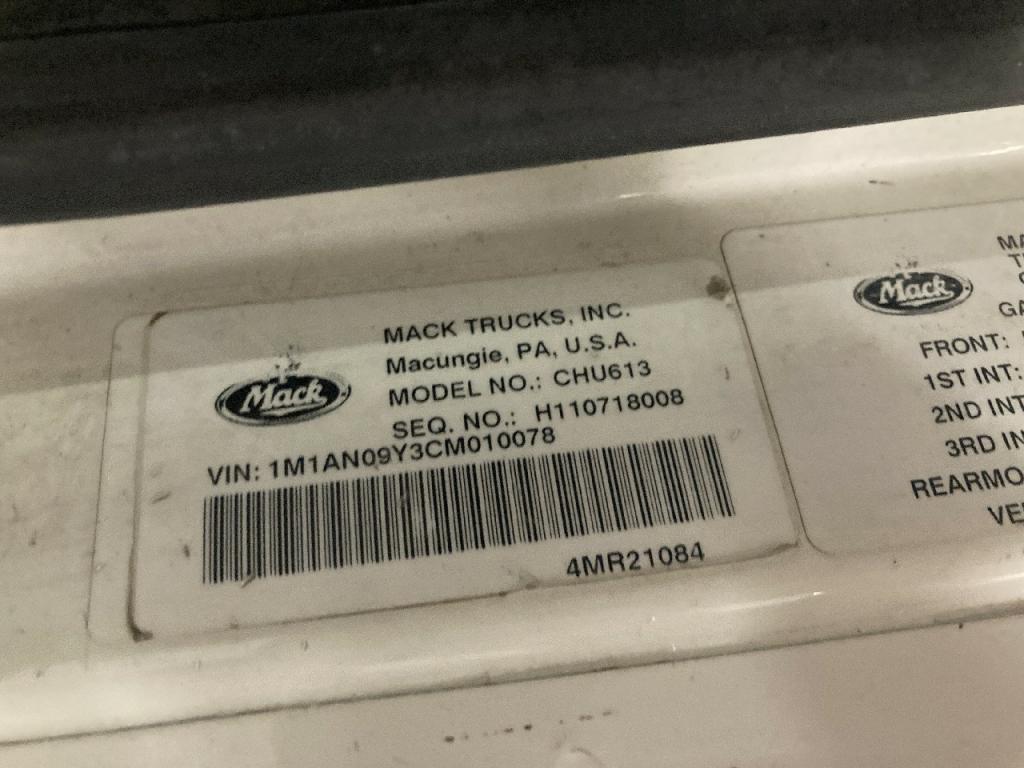 MACK TRUCKS, INC.
Macungie, PA, U.S.A.
MODEL NO.: CHU613
SEQ. NO.: H110718008
Mack
VIN: 1M1AN09Y3CM010078
4MR21084
Mack
FRONT:
1ST INT:
2ND INT
3RD IN
REARMO